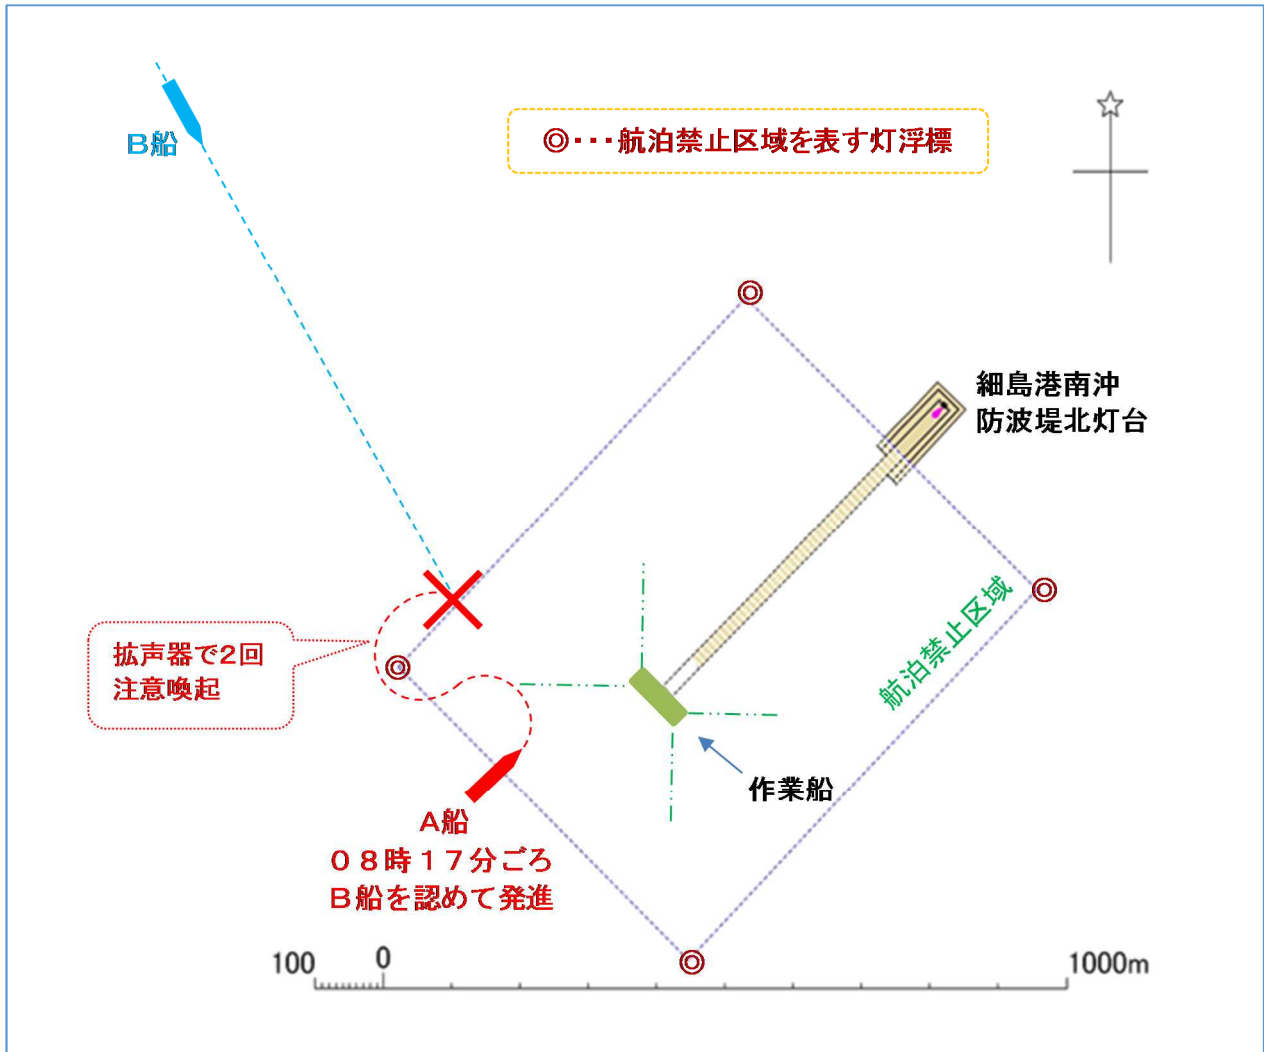 B船
◎・・・航泊禁止区域を表す灯浮標
細島港南沖
防波堤北灯台
拡声器で2回
注意喚起
航泊禁止区域
作業船
A船
08時17分ごろ
B船を認めて発進
100
0
1000m